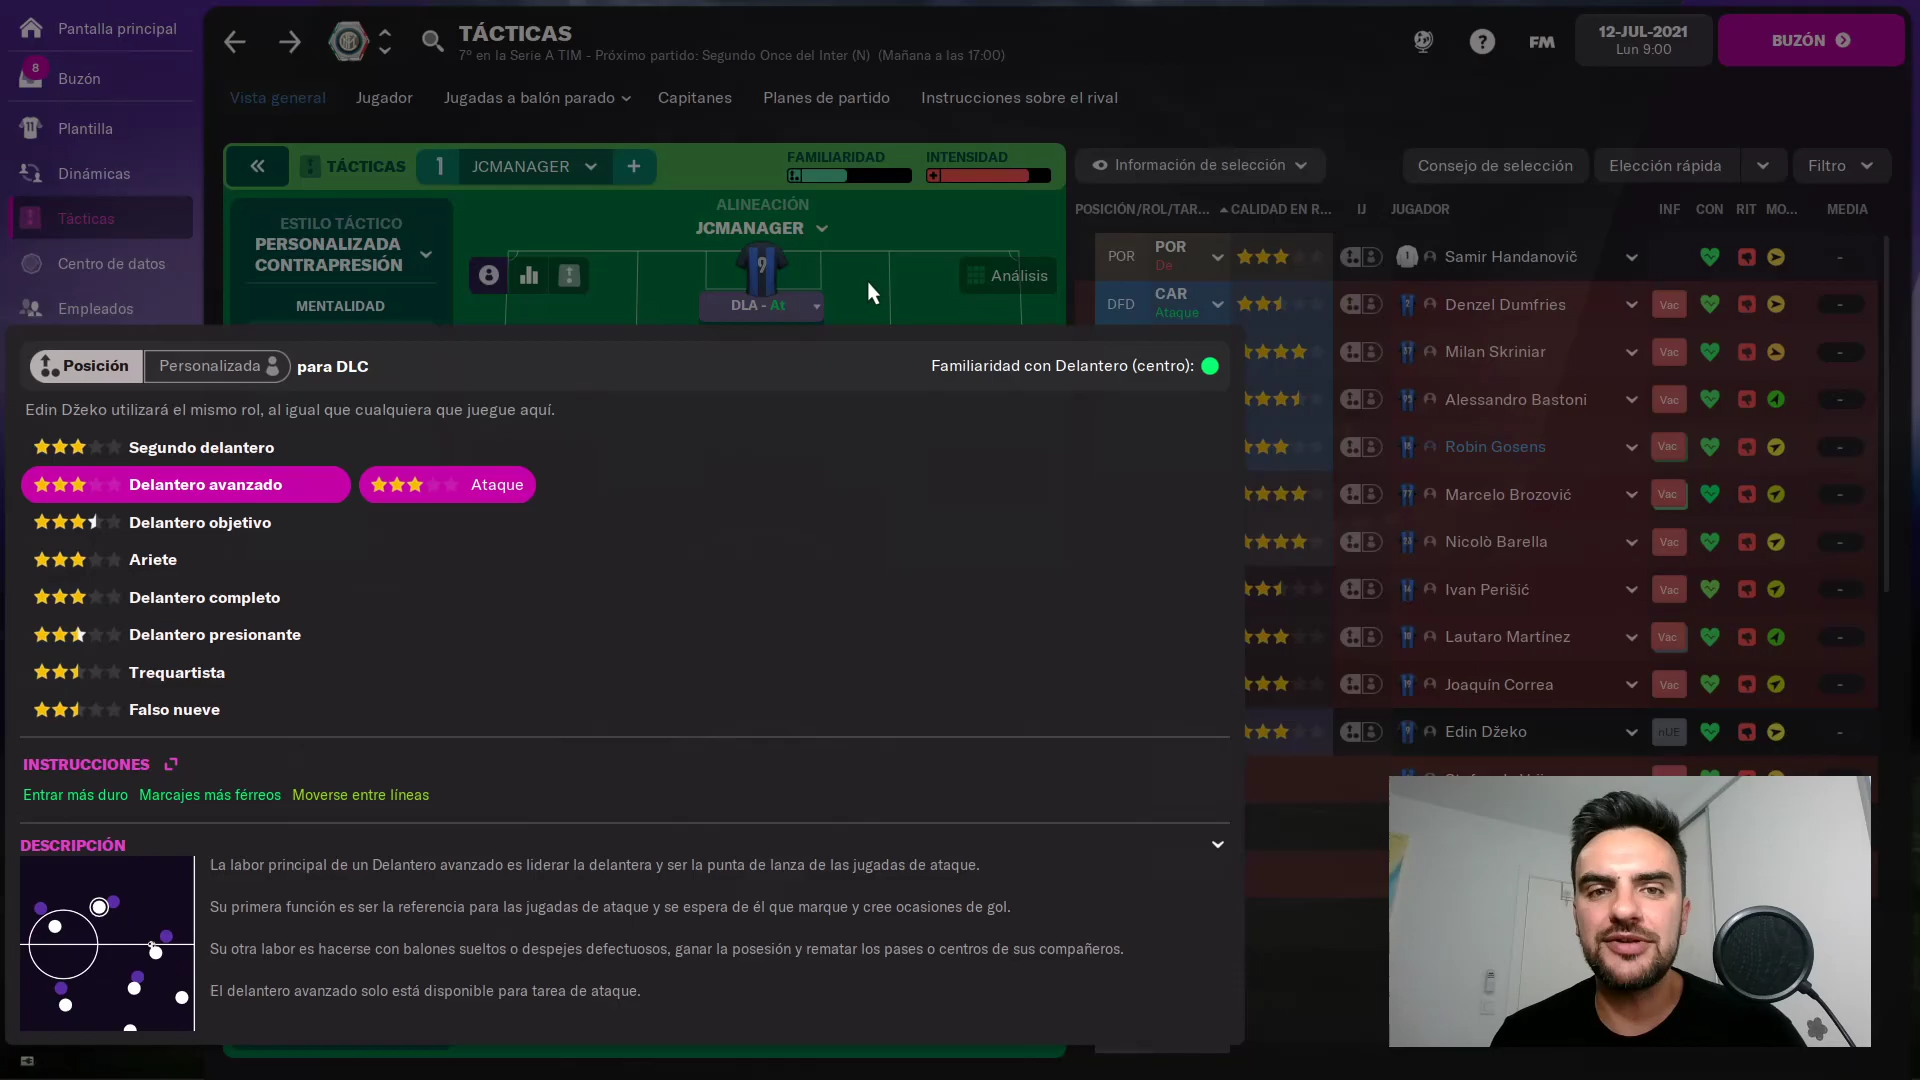 Pantalla principal
8
Buzón
Plantilla
Dinámicas
Tácticas
Centro de datos
Empleados
TÁCTICAS
7º en la Serie A TIM - Próximo partido: Segundo Once del Inter (N) (Mañana a las 17:00)
FM
12-JUL-2021
Lun 9:00
BUZÓN
Vista general
Jugador
Jugadas a balón parado
Capitanes
Planes de partido
Instrucciones sobre el rival
TÁCTICAS
1
JCMANAGER
FAMILIARIDAD
INTENSIDAD
ESTILO TÁCTICO
PERSONALIZADA
CONTRAPRESIÓN
MENTALIDAD
ALINEACIÓN
JCMANAGER
9
DLA - At
Análisis
Información de selección
Consejo de selección
Elección rápida
Filtro
POSICIÓN/ROL/TAR... CALIDAD EN R... IJ JUGADOR INF CON RIT MO... MEDIA
POR POR De Samir Handanovič -
DFD CAR Ataque Denzel Dumfries Vac -
Milan Skriniar Vac -
Alessandro Bastoni Vac -
Robin Gosens Vac -
Marcelo Brozović Vac -
Nicolò Barella Vac -
Ivan Perišić Vac -
Lautaro Martínez Vac -
Joaquín Correa Vac -
Edin Džeko nUE -
Posición
Personalizada
para DLC
Familiaridad con Delantero (centro):
Edin Džeko utilizará el mismo rol, al igual que cualquiera que juegue aquí.
Segundo delantero
Delantero avanzado
Ataque
Delantero objetivo
Ariete
Delantero completo
Delantero presionante
Trequartista
Falso nueve
INSTRUCCIONES
Entrar más duro Marcajes más férreos Moverse entre líneas
DESCRIPCIÓN
La labor principal de un Delantero avanzado es liderar la delantera y ser la punta de lanza de las jugadas de ataque.
Su primera función es ser la referencia para las jugadas de ataque y se espera de él que marque y cree ocasiones de gol.
Su otra labor es hacerse con balones sueltos o despejes defectuosos, ganar la posesión y rematar los pases o centros de sus compañeros.
El delantero avanzado solo está disponible para tarea de ataque.